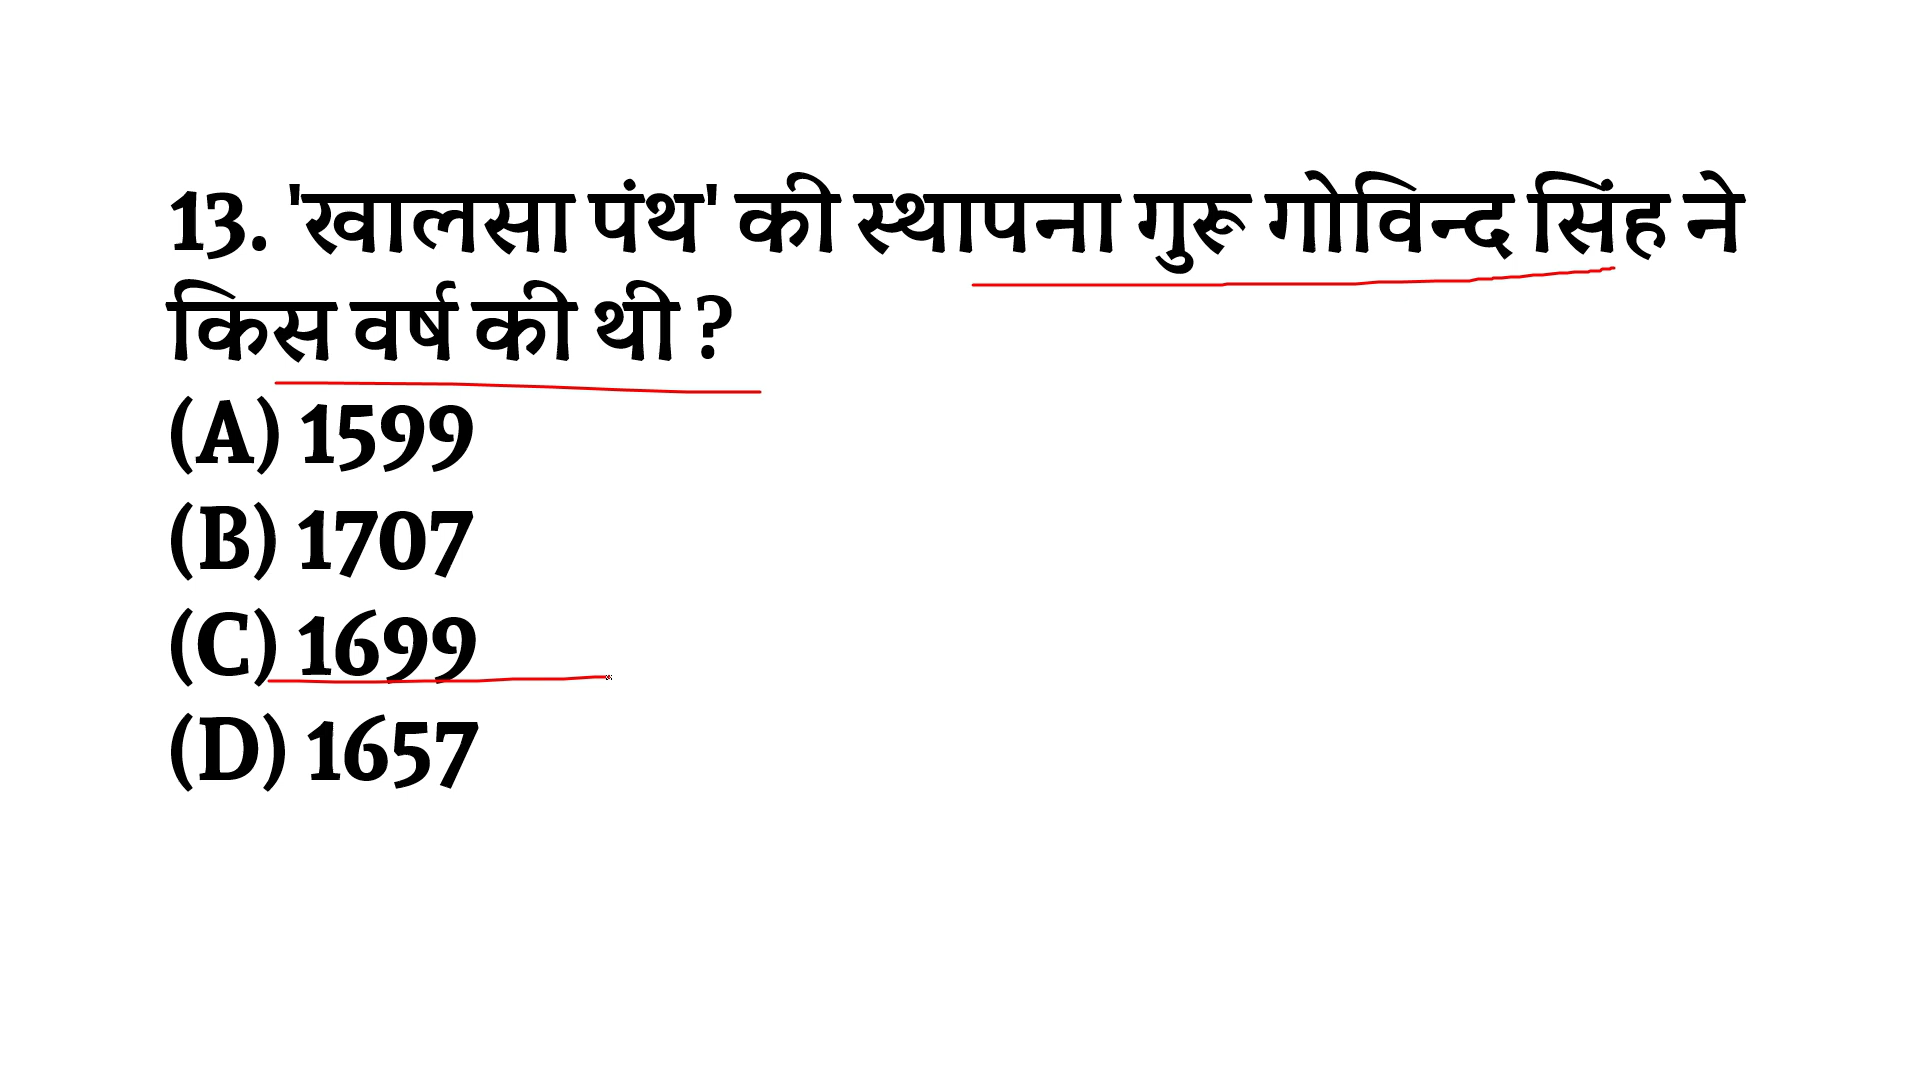 13. 'खालसा पंथ' की स्थापना गुरू गोविन्द सिंह ने
किस वर्ष की थी ?
(A) 1599
(B) 1707
(C) 1699
(D) 1657